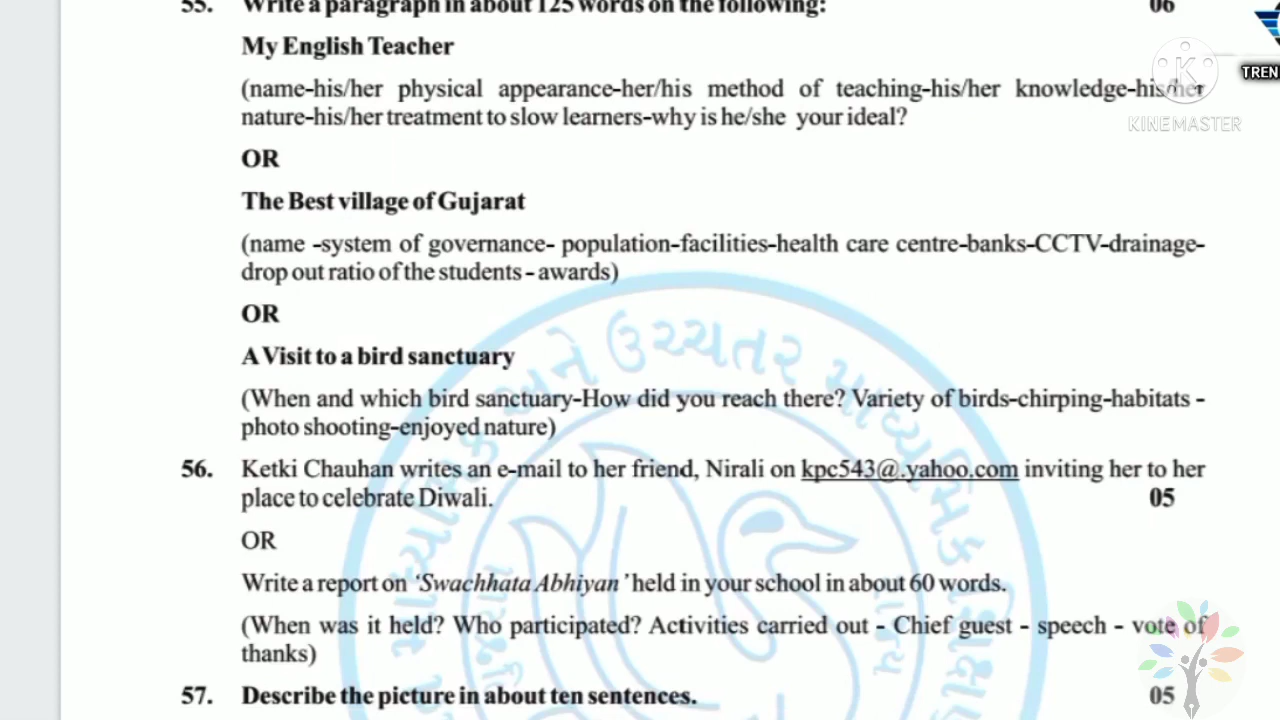 55. Write a paragraph in about 125 words on the following: 06
My English Teacher
(name-his/her physical appearance-her/his method of teaching-his/her knowledge-his/her
nature-his/her treatment to slow learners-why is he/she your ideal?
OR
The Best village of Gujarat
(name -system of governance- population-facilities-health care centre-banks-CCTV-drainage-
drop out ratio of the students - awards)
OR
A Visit to a bird sanctuary
(When and which bird sanctuary-How did you reach there? Variety of birds-chirping-habitats -
photo shooting-enjoyed nature)
56. Ketki Chauhan writes an e-mail to her friend, Nirali on kpc543@.yahoo.com inviting her to her
place to celebrate Diwali. 05
OR
Write a report on ‘Swachhata Abhiyan’ held in your school in about 60 words.
(When was it held? Who participated? Activities carried out - Chief guest - speech - vote of
thanks)
57. Describe the picture in about ten sentences. 05
K
KINEMASTER
TREN
અને ઉચ્ચતર માધ્યમિક